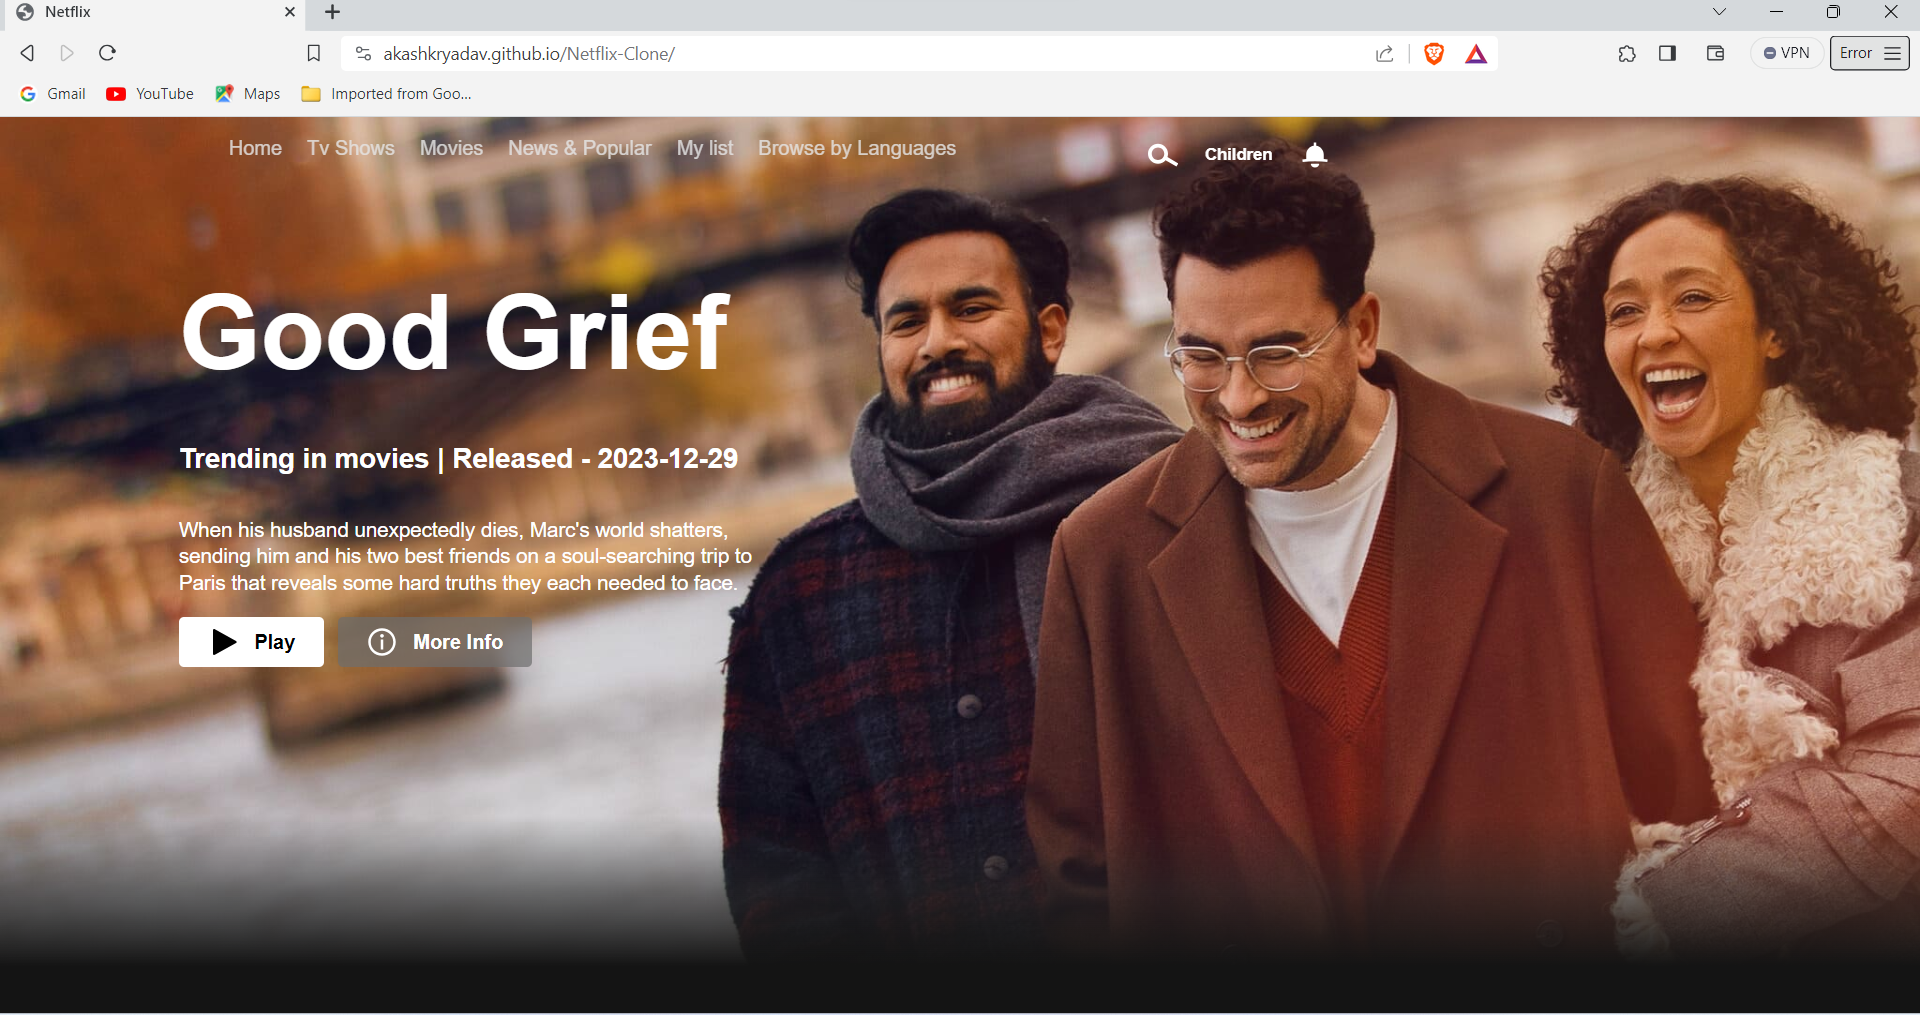 Netflix
akashkryadav.github.io/Netflix-Clone/
VPN
Error
Gmail
YouTube
Maps
Imported from Goo...
Home
Tv Shows
Movies
News & Popular
My list
Browse by Languages
Children
Good Grief
Trending in movies | Released - 2023-12-29
When his husband unexpectedly dies, Marc's world shatters,
sending him and his two best friends on a soul-searching trip to
Paris that reveals some hard truths they each needed to face.
Play
More Info